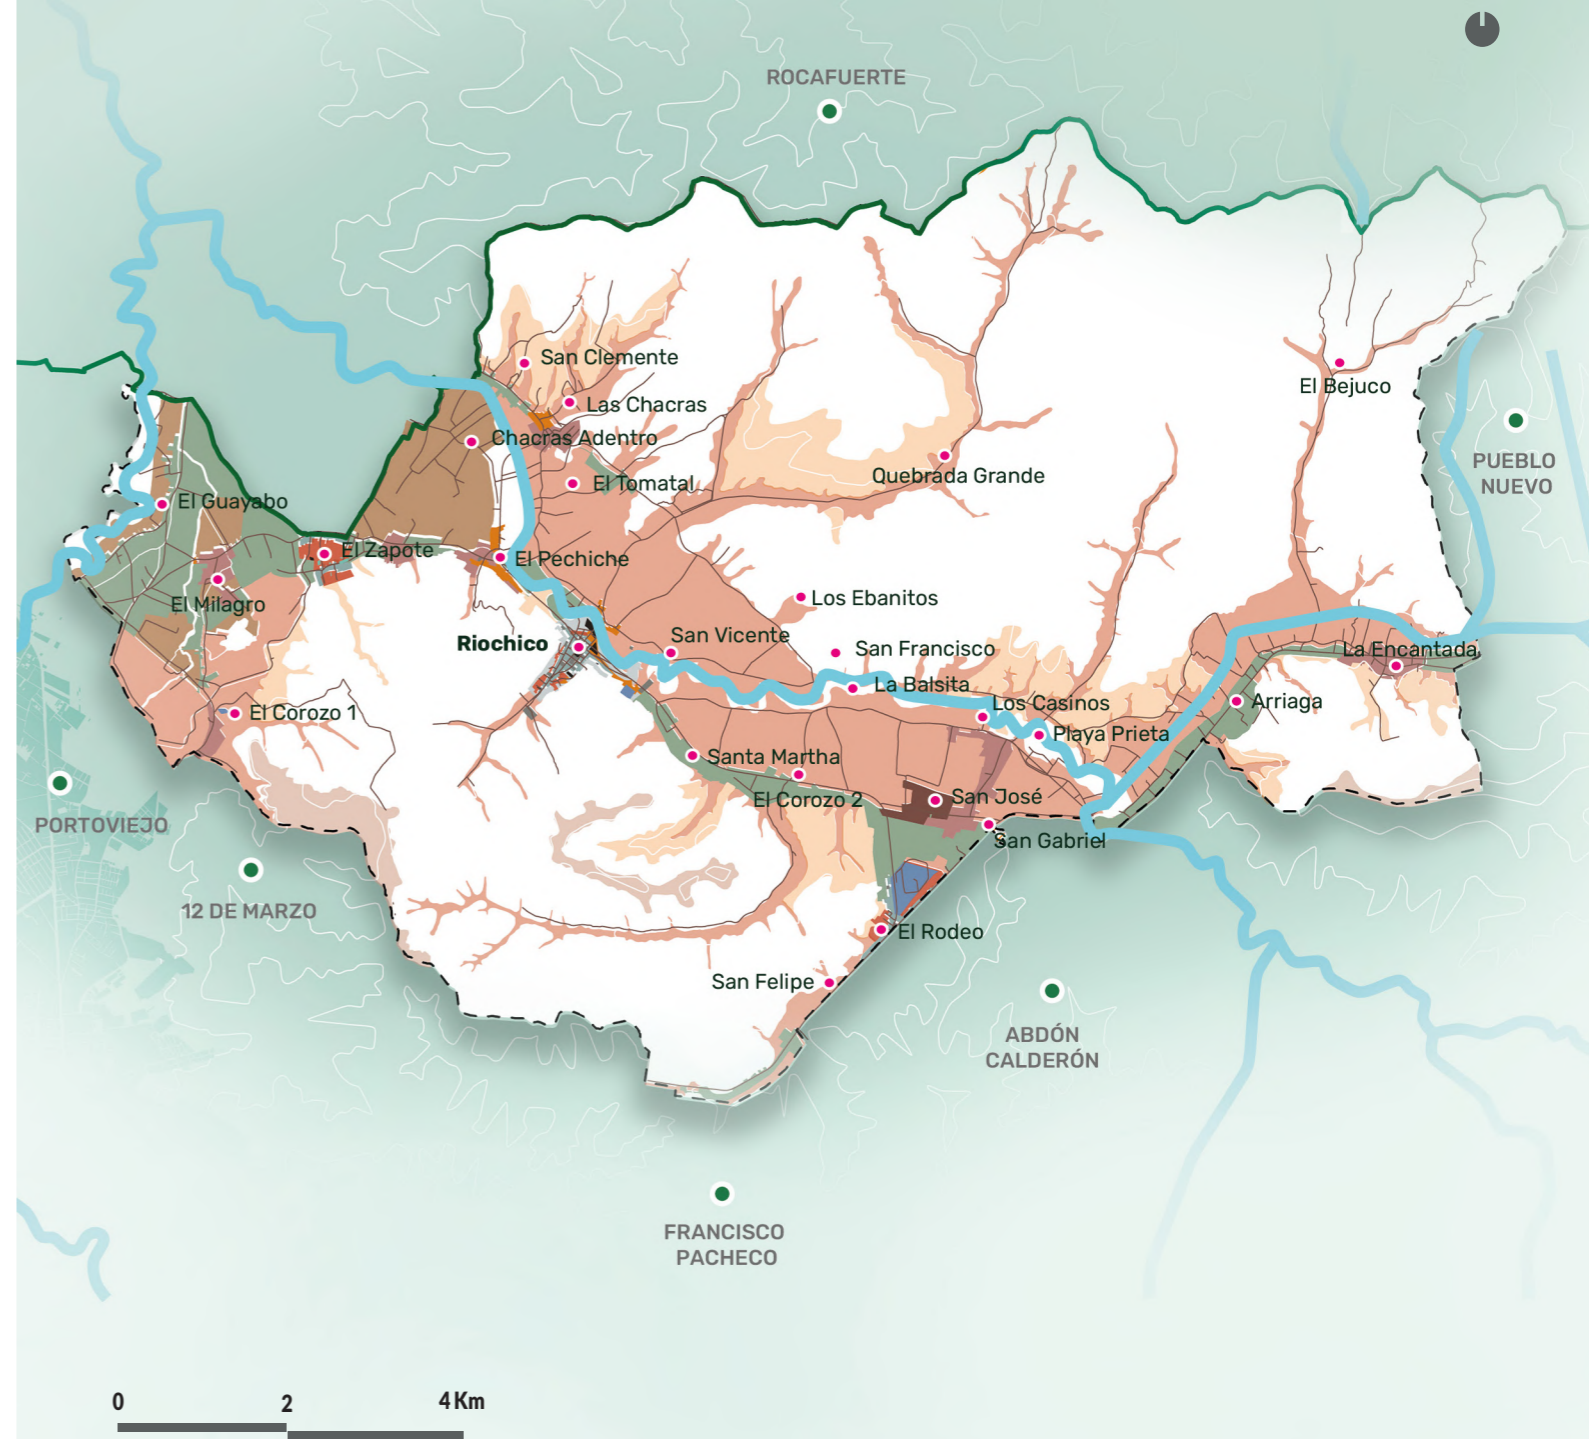 ROCAFUERTE
San Clemente
El Bejuco
Las Chacras
Chacras Adentro
PUEBLO
NUEVO
Quebrada Grande
El Tomatal
El Guayabo
El Zapote
El Pechiche
El Milagro
Los Ebanitos
Riochico
San Vicente
San Francisco
La Encantada
La Balsita
Los Casinos
Arriaga
El Corozo 1
Playa Prieta
Santa Martha
El Corozo 2
San José
PORTOVIEJO
San Gabriel
12 DE MARZO
El Rodeo
San Felipe
ABDÓN
CALDERÓN
FRANCISCO
PACHECO
0 2 4 Km